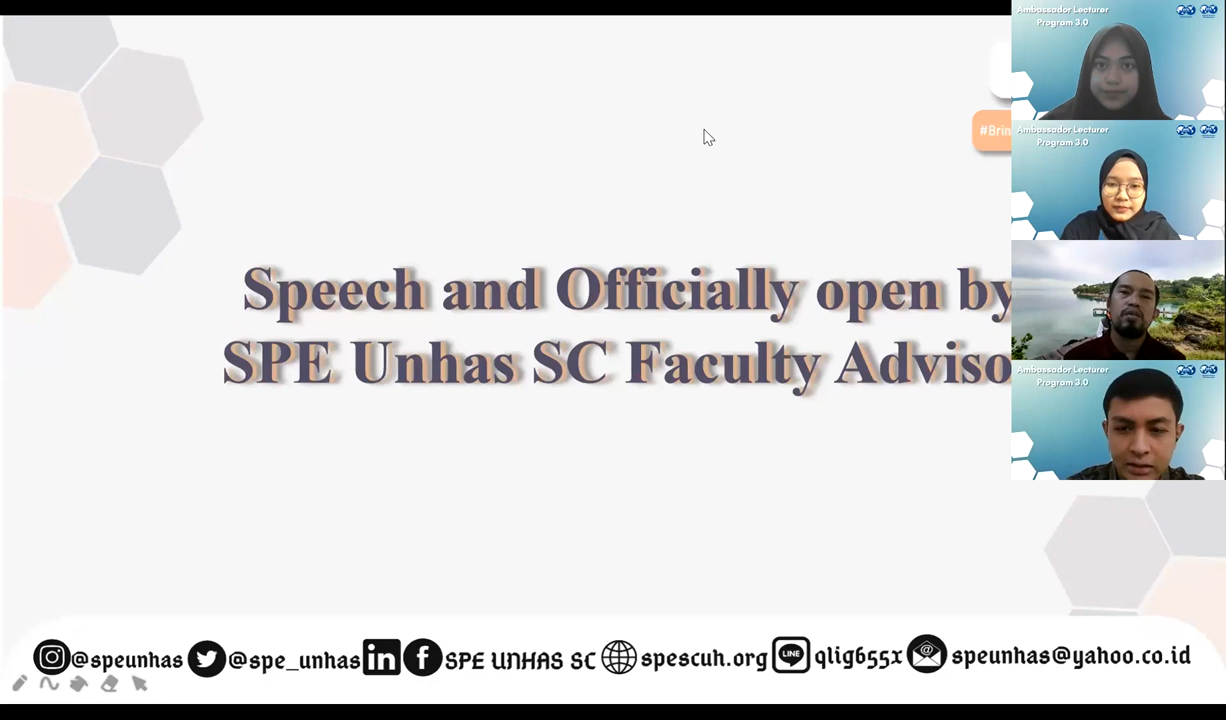 Ambassador Lecturer
Program 3.0
#Brin
Ambassador Lecturer
Program 3.0
Speech and Officially open by
SPE Unhas SC Faculty Adviso
Ambassador Lecturer
Program 3.0
@speunhas @spe_unhas SPE UNHAS SC spescuh.org LINE qlig655x @ speunhas@yahoo.co.id